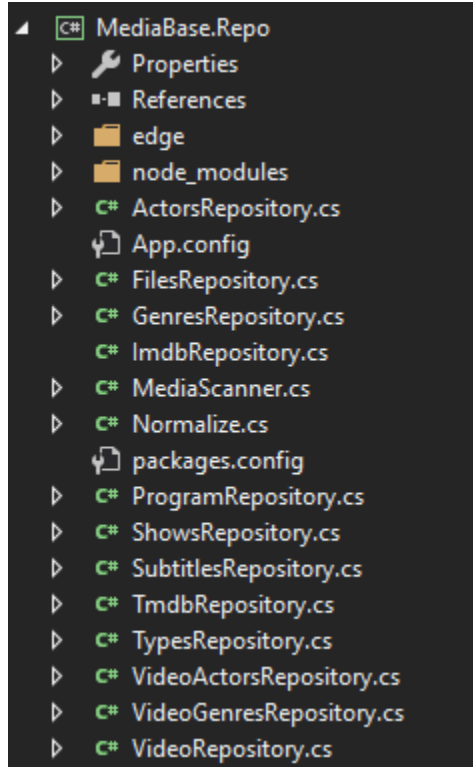 C# MediaBase.Repo
Properties
References
edge
node_modules
C# ActorsRepository.cs
App.config
C# FilesRepository.cs
C# GenresRepository.cs
C# ImdbRepository.cs
C# MediaScanner.cs
C# Normalize.cs
packages.config
C# ProgramRepository.cs
C# ShowsRepository.cs
C# SubtitlesRepository.cs
C# TmdbRepository.cs
C# TypesRepository.cs
C# VideoActorsRepository.cs
C# VideoGenresRepository.cs
C# VideoRepository.cs